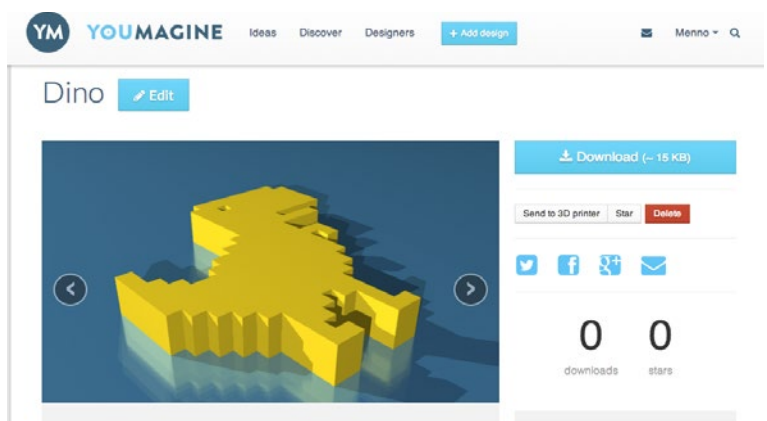 YM YOUMAGINE Ideas Discover Designers + Add design Menno
Dino Edit
Download (~ 15 KB)
Send to 3D printer Star Delete
0 0
downloads stars